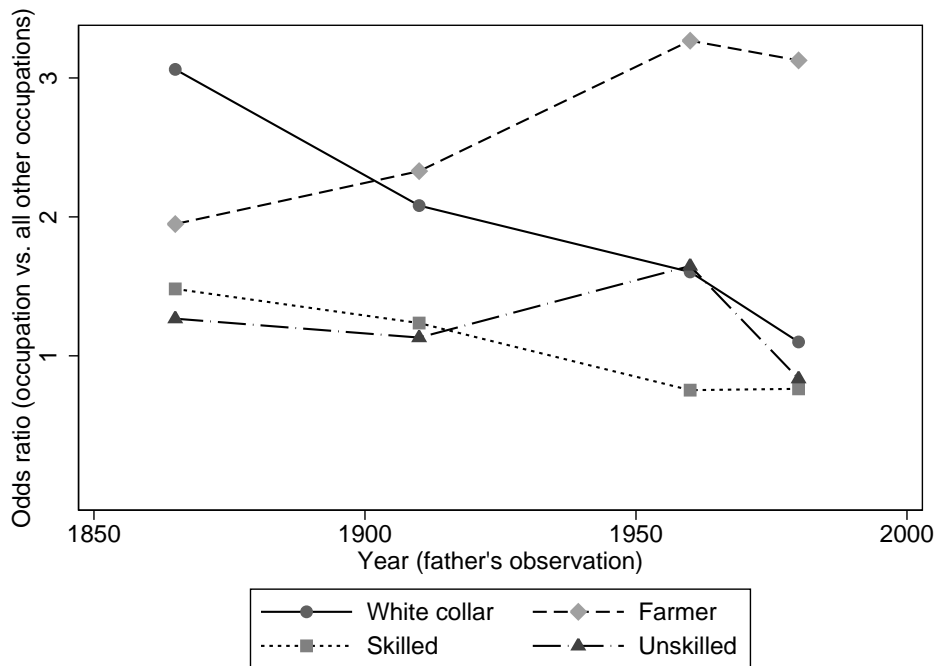 Odds ratio (occupation vs. all other occupations)
3
2
1
1850 1900 1950 2000
Year (father's observation)
White collar Farmer
Skilled Unskilled